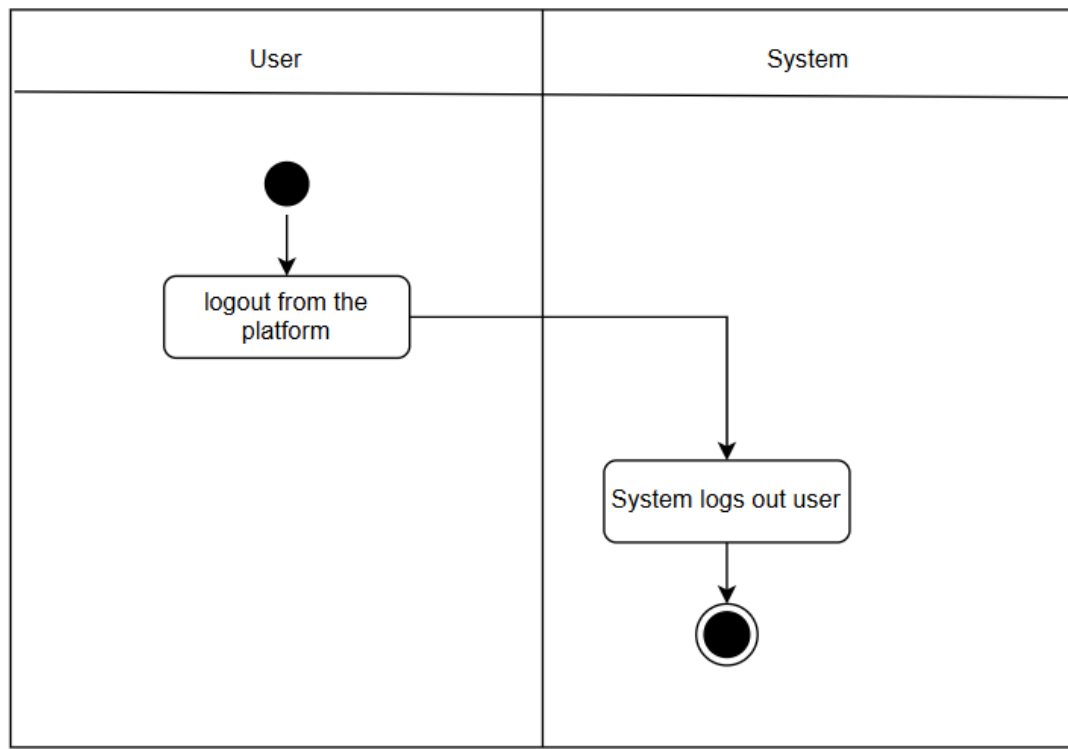 User
System
logout from the
platform
System logs out user